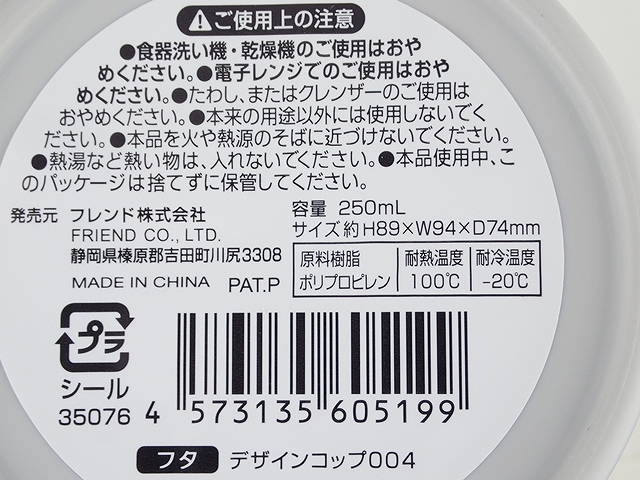 ⚠ご使用上の注意
●食器洗い機・乾燥機のご使用はおや
めください。●電子レンジでのご使用はおや
めください。●たわし、またはクレンザーのご使用は
おやめください。●本来の用途以外には使用しないでく
ださい。●本品を火や熱源のそばに近づけないでください。
●熱湯など熱い物は、入れないでください。●本品使用中、こ
のパッケージは捨てずに保管してください。
発売元 フレンド株式会社
FRIEND CO., LTD.
静岡県榛原郡吉田町川尻3308
MADE IN CHINA PAT.P
容量 250mL
サイズ 約 H89×W94×D74mm
原料樹脂 耐熱温度 耐冷温度
ポリプロピレン 100℃ -20℃
プラ
シール
35076
4 573135 605199
フタ デザインコップ004